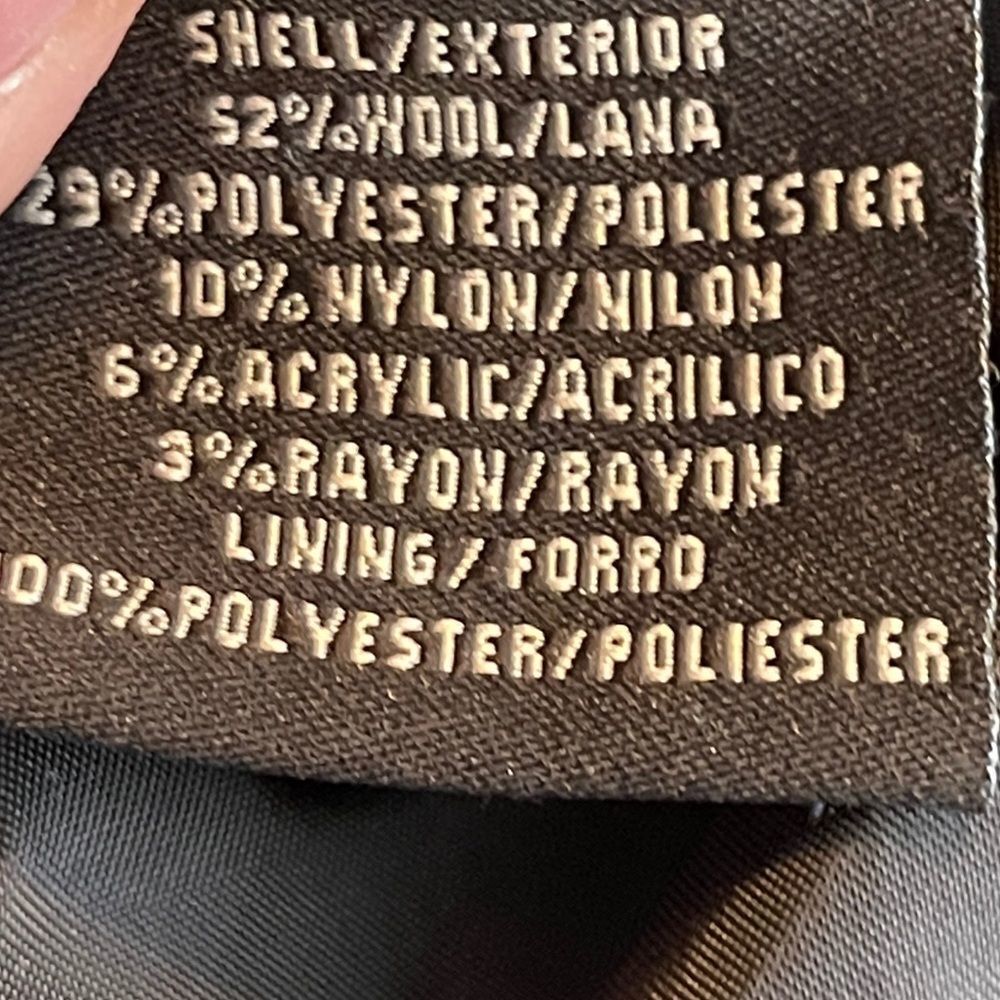 SHELL/EXTERIOR
52%WOOL/LANA
29%POLYESTER/POLIESTER
10%NYLON/NILON
6%ACRYLIC/ACRILICO
3%RAYON/RAYON
LINING/FORRO
100%POLYESTER/POLIESTER